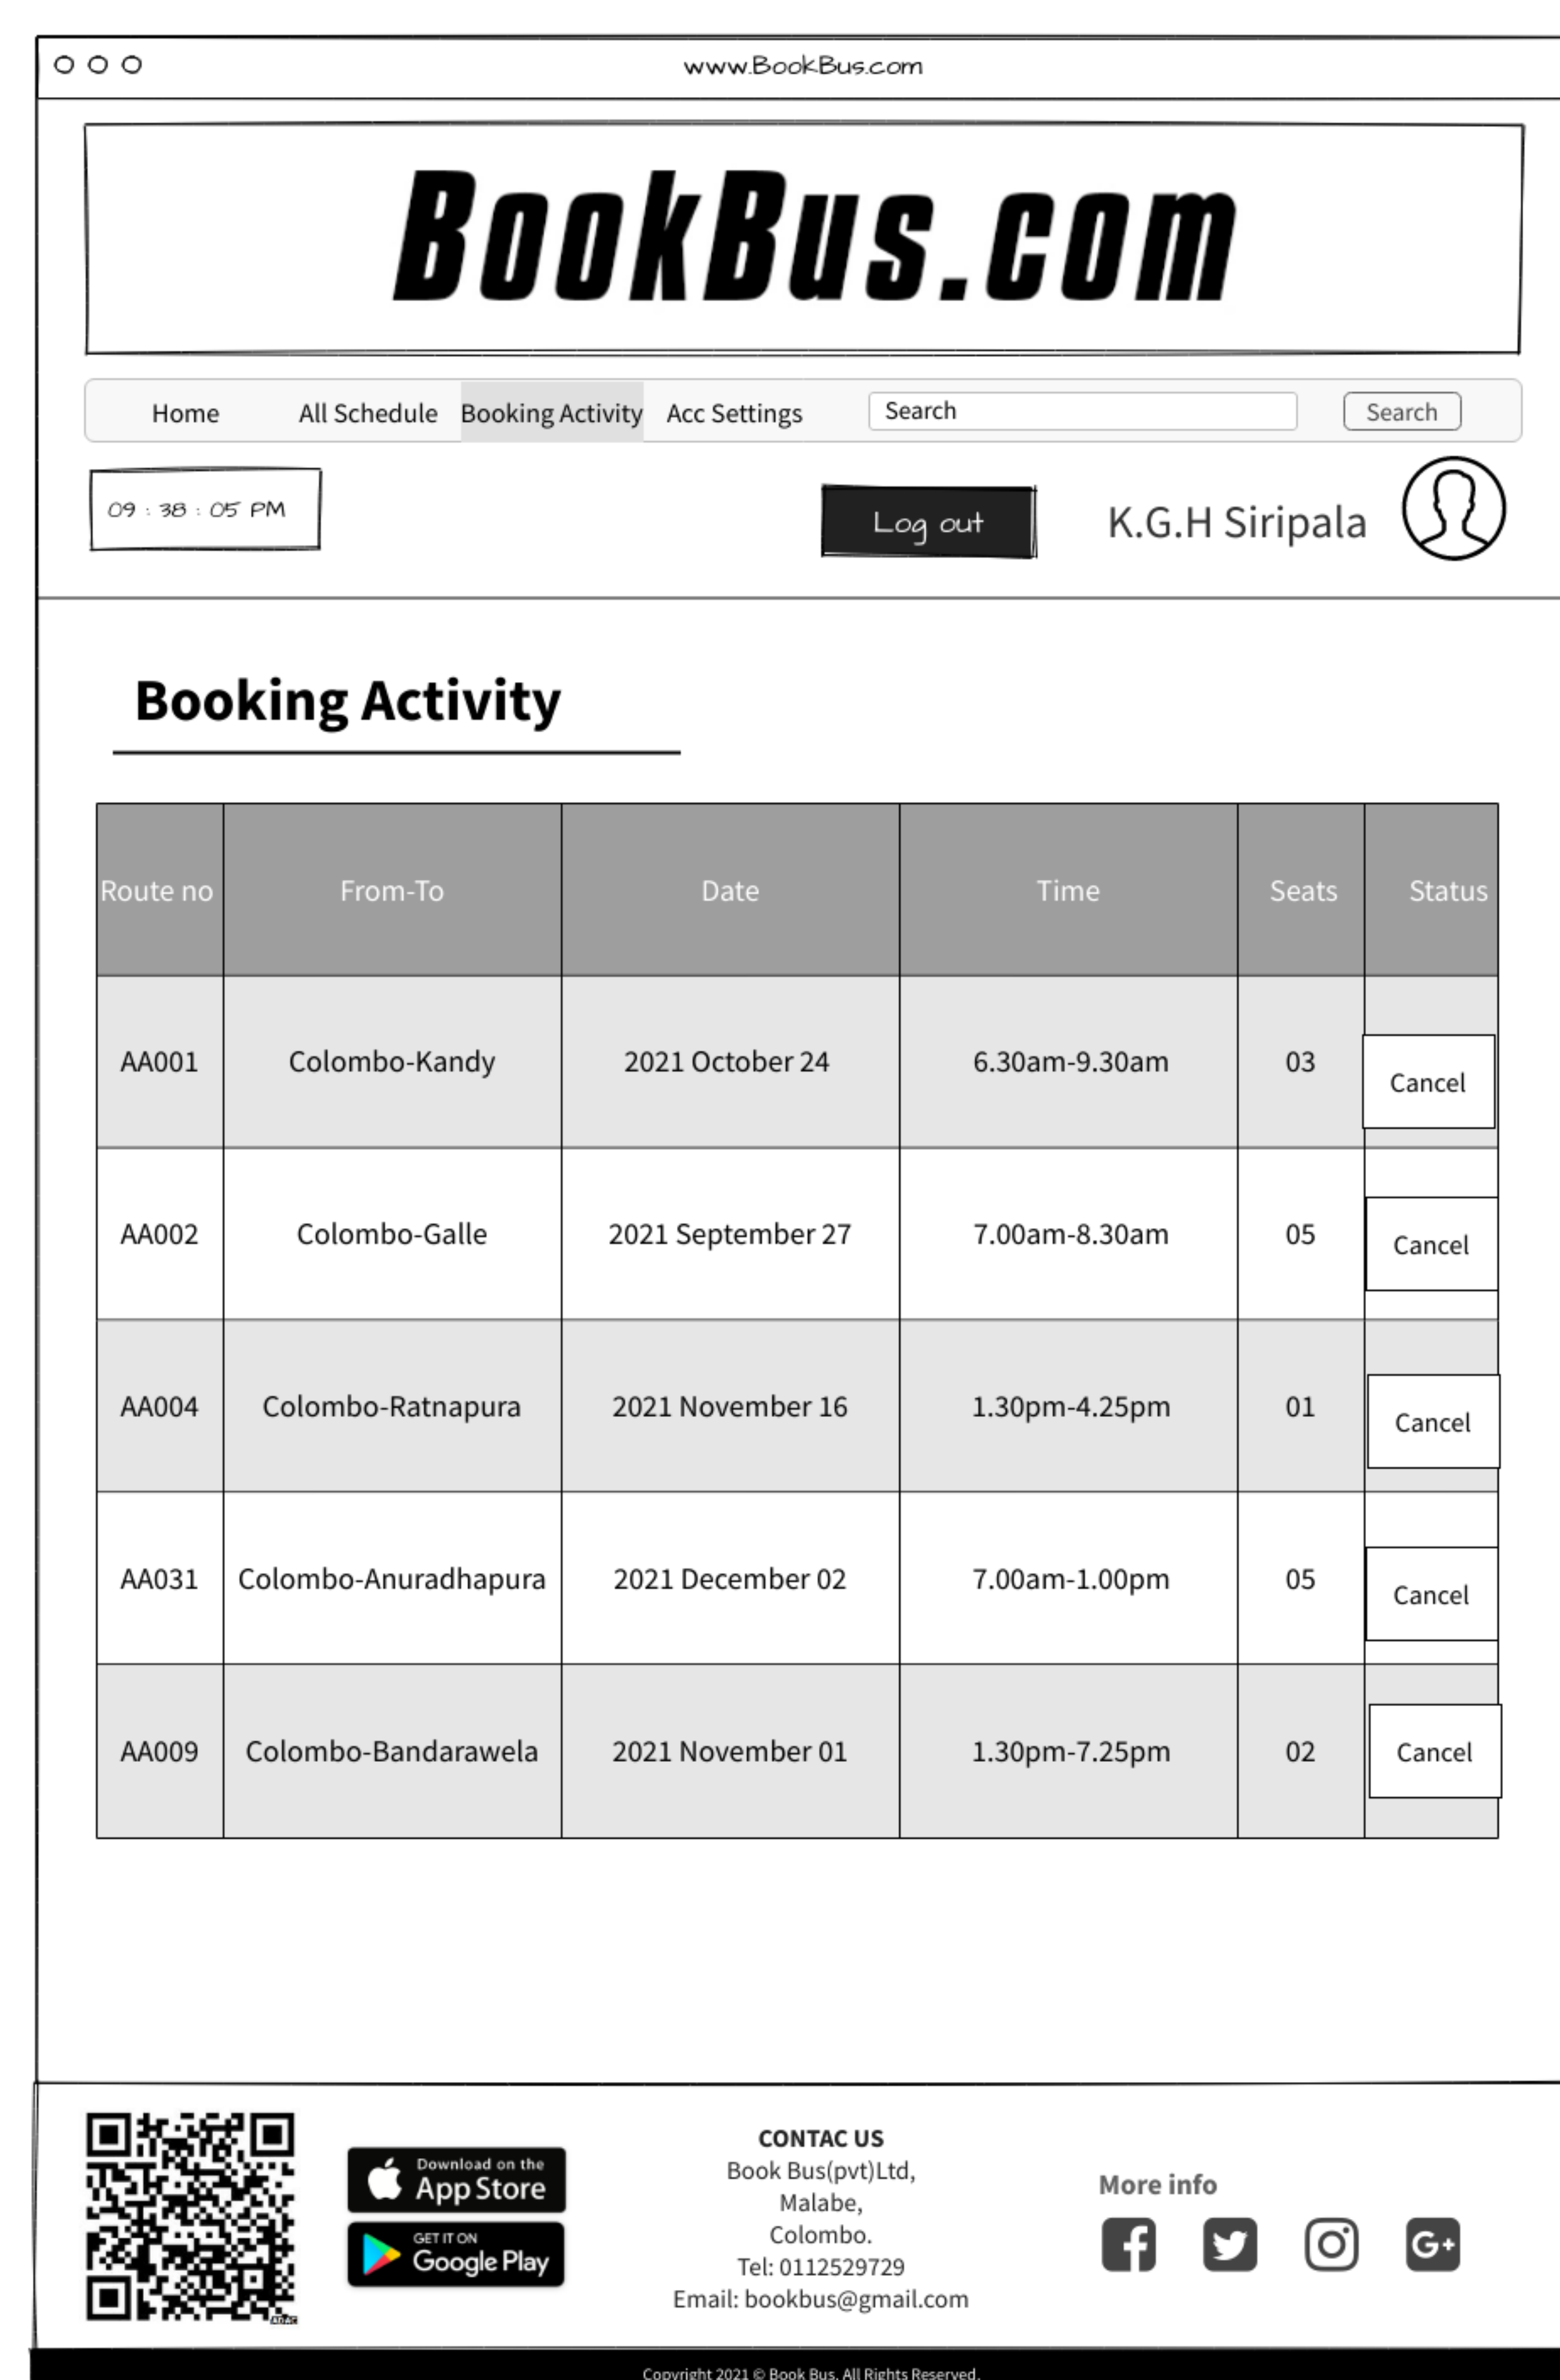 www.BookBus.com
BookBus.com
Home All Schedule Booking Activity Acc Settings Search Search
09 : 38 : 05 PM Log out K.G.H Siripala
Booking Activity
Route no From-To Date Time Seats Status
AA001 Colombo-Kandy 2021 October 24 6.30am-9.30am 03 Cancel
AA002 Colombo-Galle 2021 September 27 7.00am-8.30am 05 Cancel
AA004 Colombo-Ratnapura 2021 November 16 1.30pm-4.25pm 01 Cancel
AA031 Colombo-Anuradhapura 2021 December 02 7.00am-1.00pm 05 Cancel
AA009 Colombo-Bandarawela 2021 November 01 1.30pm-7.25pm 02 Cancel
Download on the
App Store
GET IT ON
Google Play
CONTAC US
Book Bus(pvt)Ltd,
Malabe,
Colombo.
Tel: 0112529729
Email: bookbus@gmail.com
More info
G+
Copyright 2021 © Book Bus. All Rights Reserved.